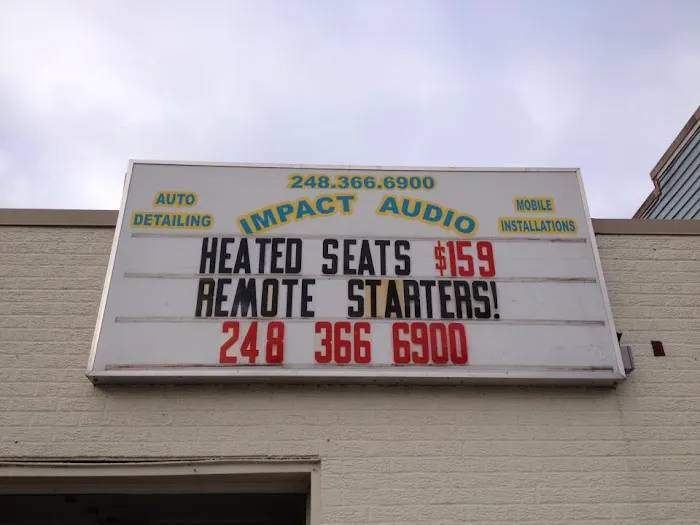 248.366.6900
AUTO DETAILING
IMPACT AUDIO
MOBILE INSTALLATIONS
HEATED SEATS $159
REMOTE STARTERS!
248 366 6900